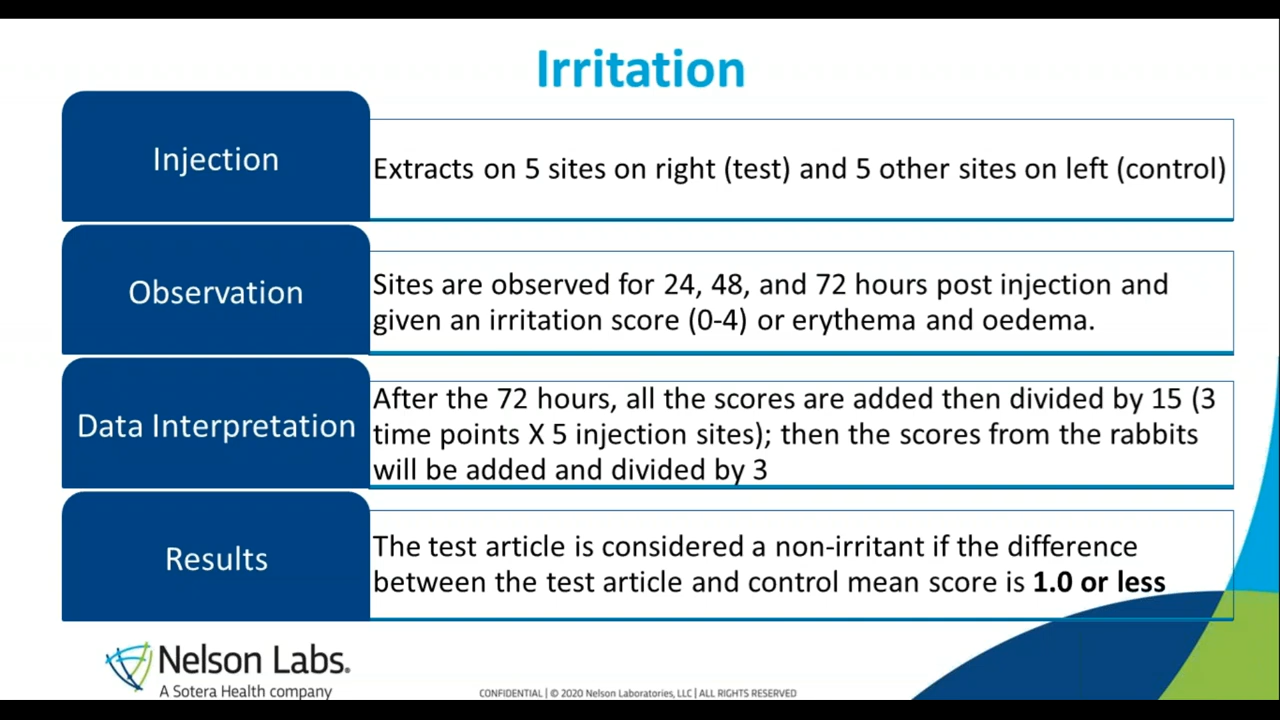 Irritation
Injection
Extracts on 5 sites on right (test) and 5 other sites on left (control)
Observation
Sites are observed for 24, 48, and 72 hours post injection and
given an irritation score (0-4) or erythema and oedema.
Data Interpretation
After the 72 hours, all the scores are added then divided by 15 (3
time points X 5 injection sites); then the scores from the rabbits
will be added and divided by 3
Results
The test article is considered a non-irritant if the difference
between the test article and control mean score is 1.0 or less
Nelson Labs.
A Sotera Health company
CONFIDENTIAL | © 2020 Nelson Laboratories, LLC | ALL RIGHTS RESERVED